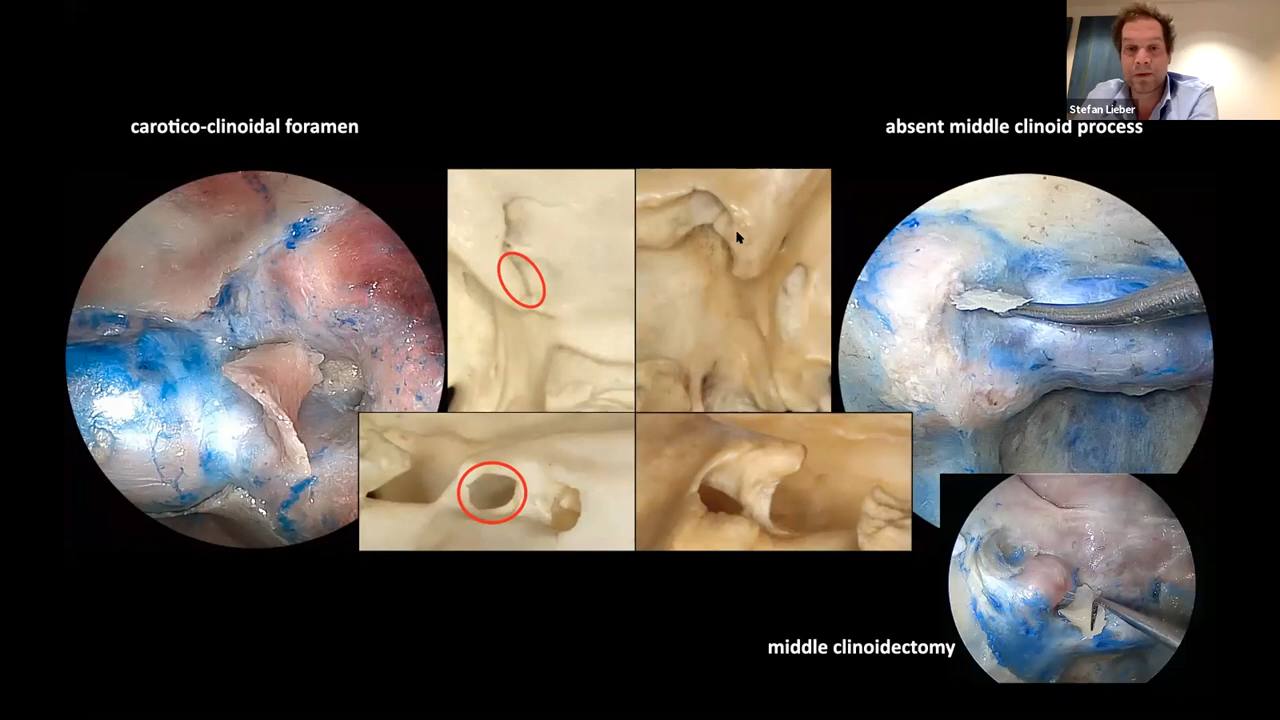 Stefan Lieber
carotico-clinoidal foramen
absent middle clinoid process
middle clinoidectomy